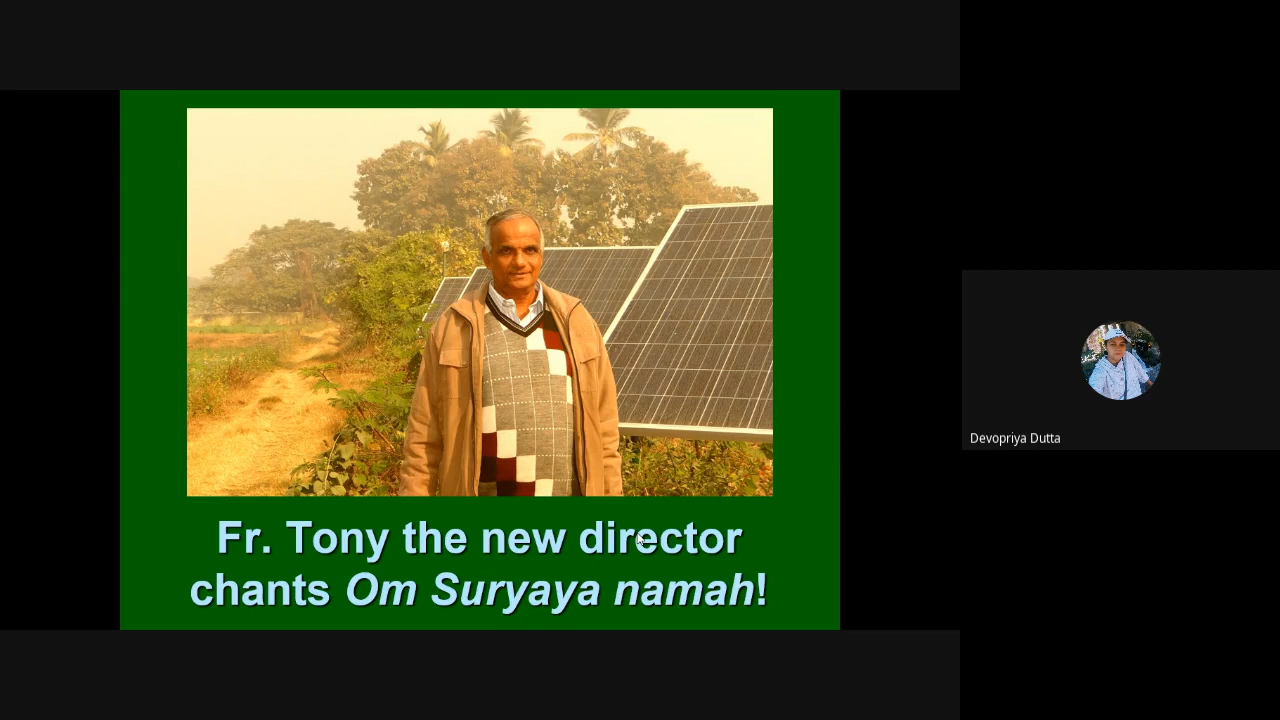 Fr. Tony the new director
chants Om Suryaya namah!
Devopriya Dutta